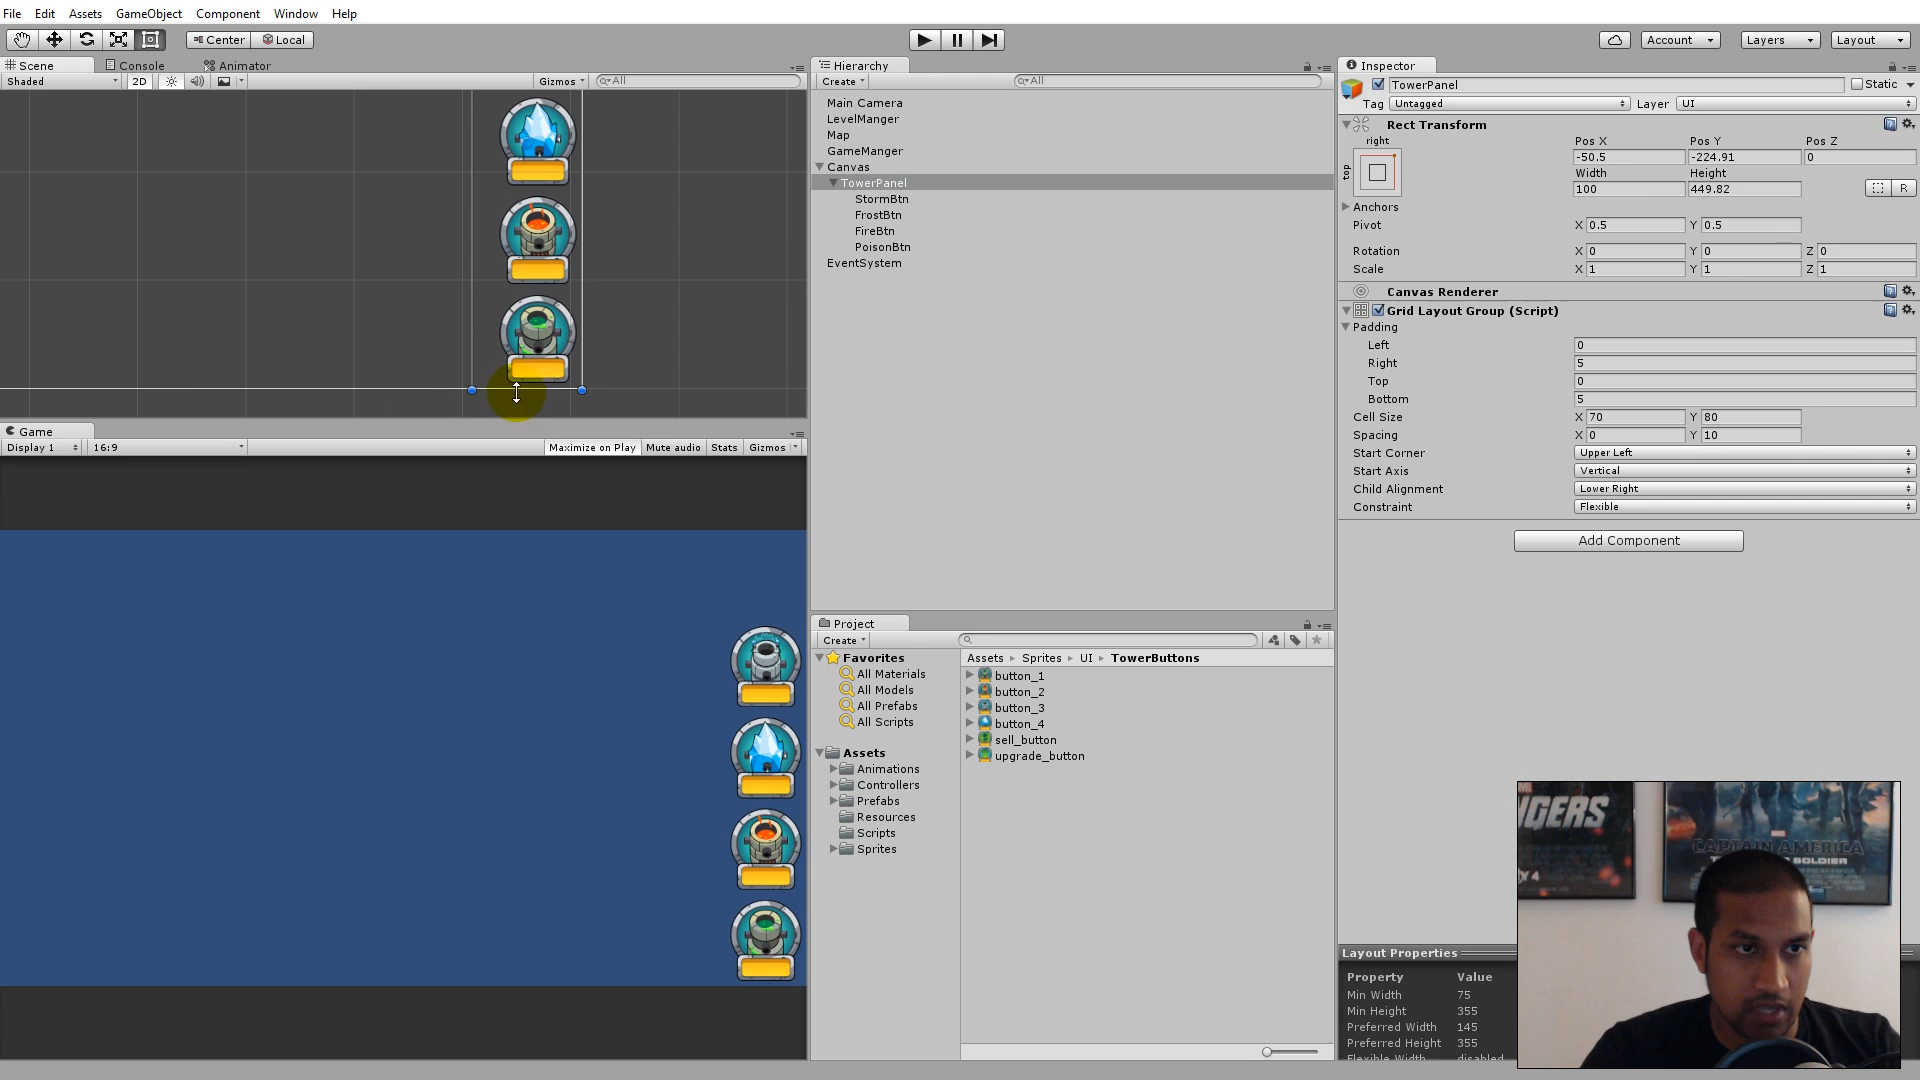 File Edit Assets GameObject Component Window Help
Center Local Account Layers Layout
Scene Console Animator
Shaded 2D Gizmos All
Hierarchy
Create All
Main Camera
LevelManger
Map
GameManger
Canvas
TowerPanel
StormBtn
FrostBtn
FireBtn
PoisonBtn
EventSystem
Game
Display 1 16:9 Maximize on Play Mute audio Stats Gizmos
Project
Create
Favorites
All Materials
All Models
All Prefabs
All Scripts
Assets
Animations
Controllers
Prefabs
Resources
Scripts
Sprites
Assets Sprites UI TowerButtons
button_1
button_2
button_3
button_4
sell_button
upgrade_button
Inspector
TowerPanel Static
Tag Untagged Layer UI
Rect Transform
right
top
Pos X Pos Y Pos Z
-50.5 -224.91 0
Width Height
100 449.82 R
Anchors
Pivot X 0.5 Y 0.5
Rotation X 0 Y 0 Z 0
Scale X 1 Y 1 Z 1
Canvas Renderer
Grid Layout Group (Script)
Padding
Left 0
Right 5
Top 0
Bottom 5
Cell Size X 70 Y 80
Spacing X 0 Y 10
Start Corner Upper Left
Start Axis Vertical
Child Alignment Lower Right
Constraint Flexible
Add Component
Layout Properties
Property Value
Min Width 75
Min Height 355
Preferred Width 145
Preferred Height 355
Flexible Width disabled
NGERS
CAPTAIN AMERICA
SOLDIER